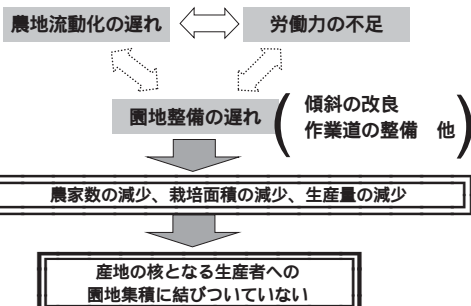 農地流動化の遅れ
労働力の不足
園地整備の遅れ
傾斜の改良
作業道の整備　他
農家数の減少、栽培面積の減少、生産量の減少
産地の核となる生産者への
園地集積に結びついていない